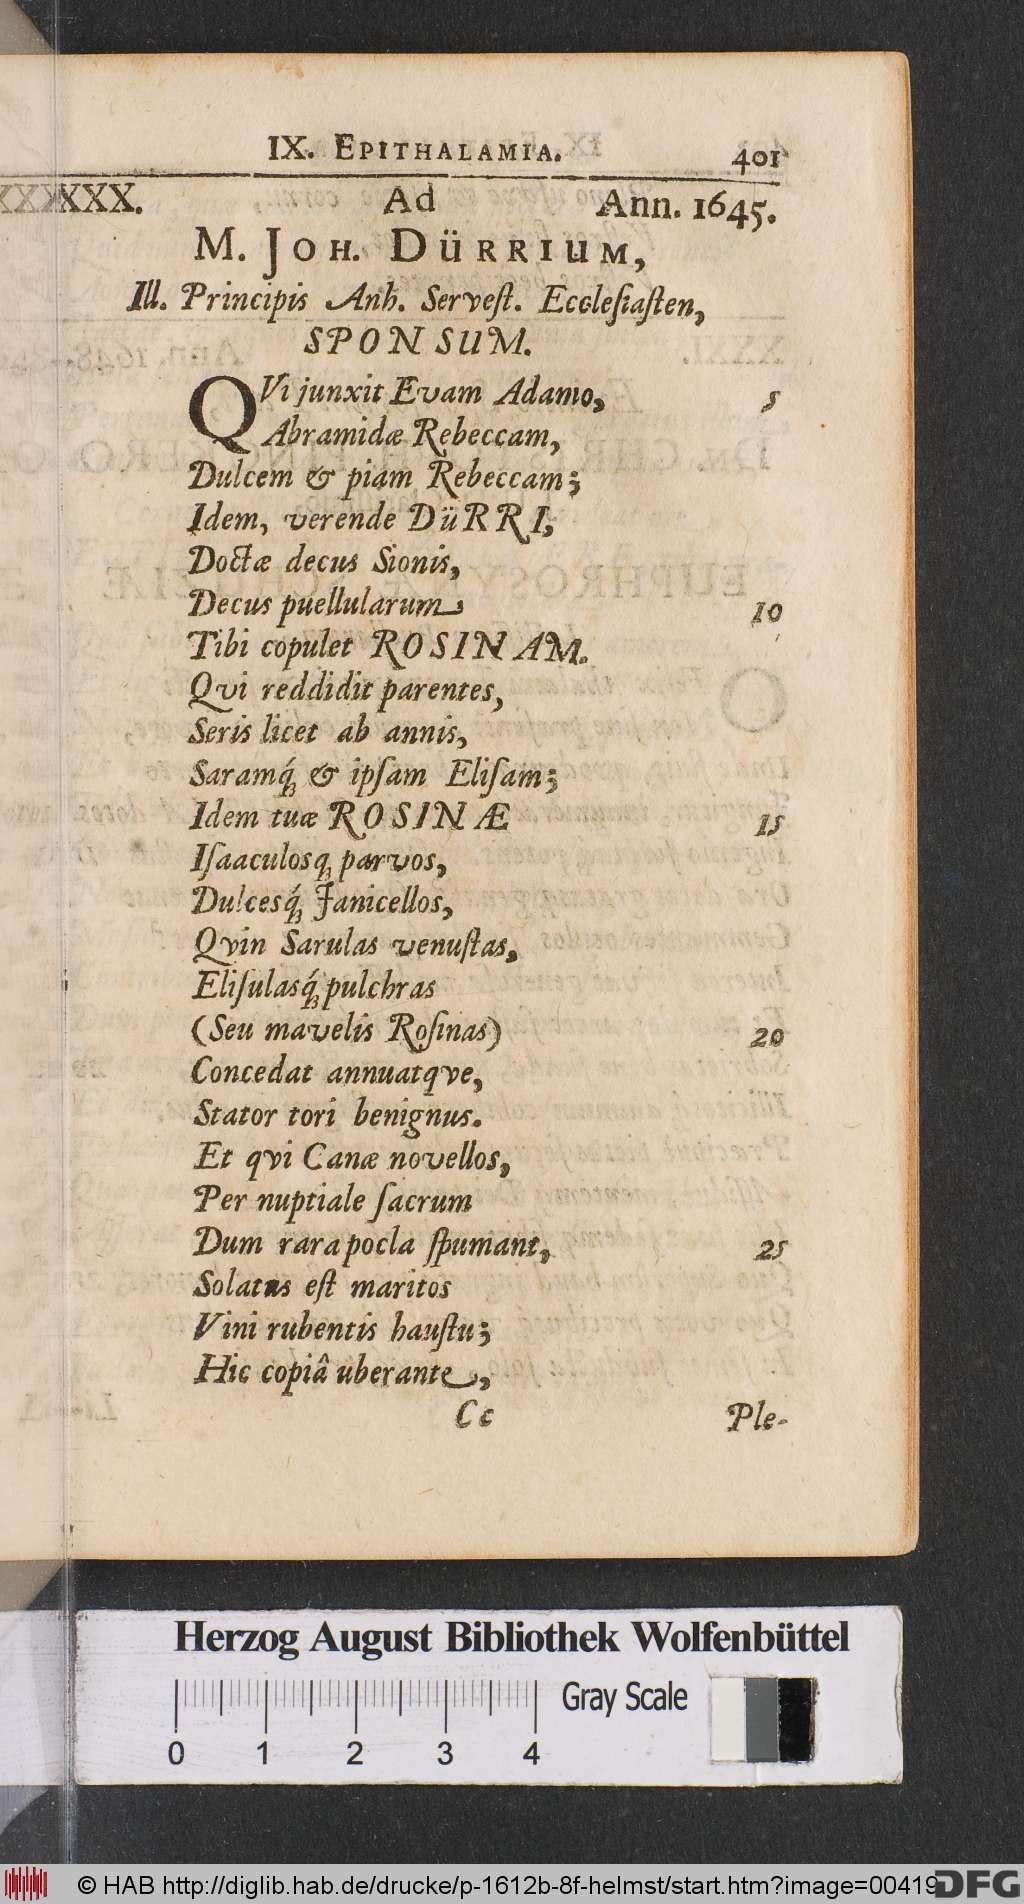 IX. EPITHALAMIA. 401
XXX. Ad Ann. 1645.
M. JOH. DÜRRIUM,
Ill. Principis Anh. Servest. Ecclesiasten,
SPONSUM.
QVi junxit Evam Adamo, 5
Abramidæ Rebeccam,
Dulcem & piam Rebeccam;
Idem, verende DüRRI,
Doctæ decus Sionis,
Decus puellularum 10
Tibi copulet ROSINAM.
Qvi reddidit parentes,
Seris licet ab annis,
Saramq́; & ipsam Elisam;
Idem tuæ ROSINÆ 15
Isaaculosq; parvos,
Dulcesq́; Janicellos,
Qvin Sarulas venustas,
Elisulasq́; pulchras
(Seu mavelis Rosinas) 20
Concedat annuatqve,
Stator tori benignus.
Et qvi Canæ novellos,
Per nuptiale sacrum
Dum rara pocla spumant, 25
Solatus est maritos
Vini rubentis haustu;
Hic copiâ uberante,
Cc Ple-
Herzog August Bibliothek Wolfenbüttel
Gray Scale
0 1 2 3 4
© HAB http://diglib.hab.de/drucke/p-1612b-8f-helmst/start.htm?image=00419
DFG